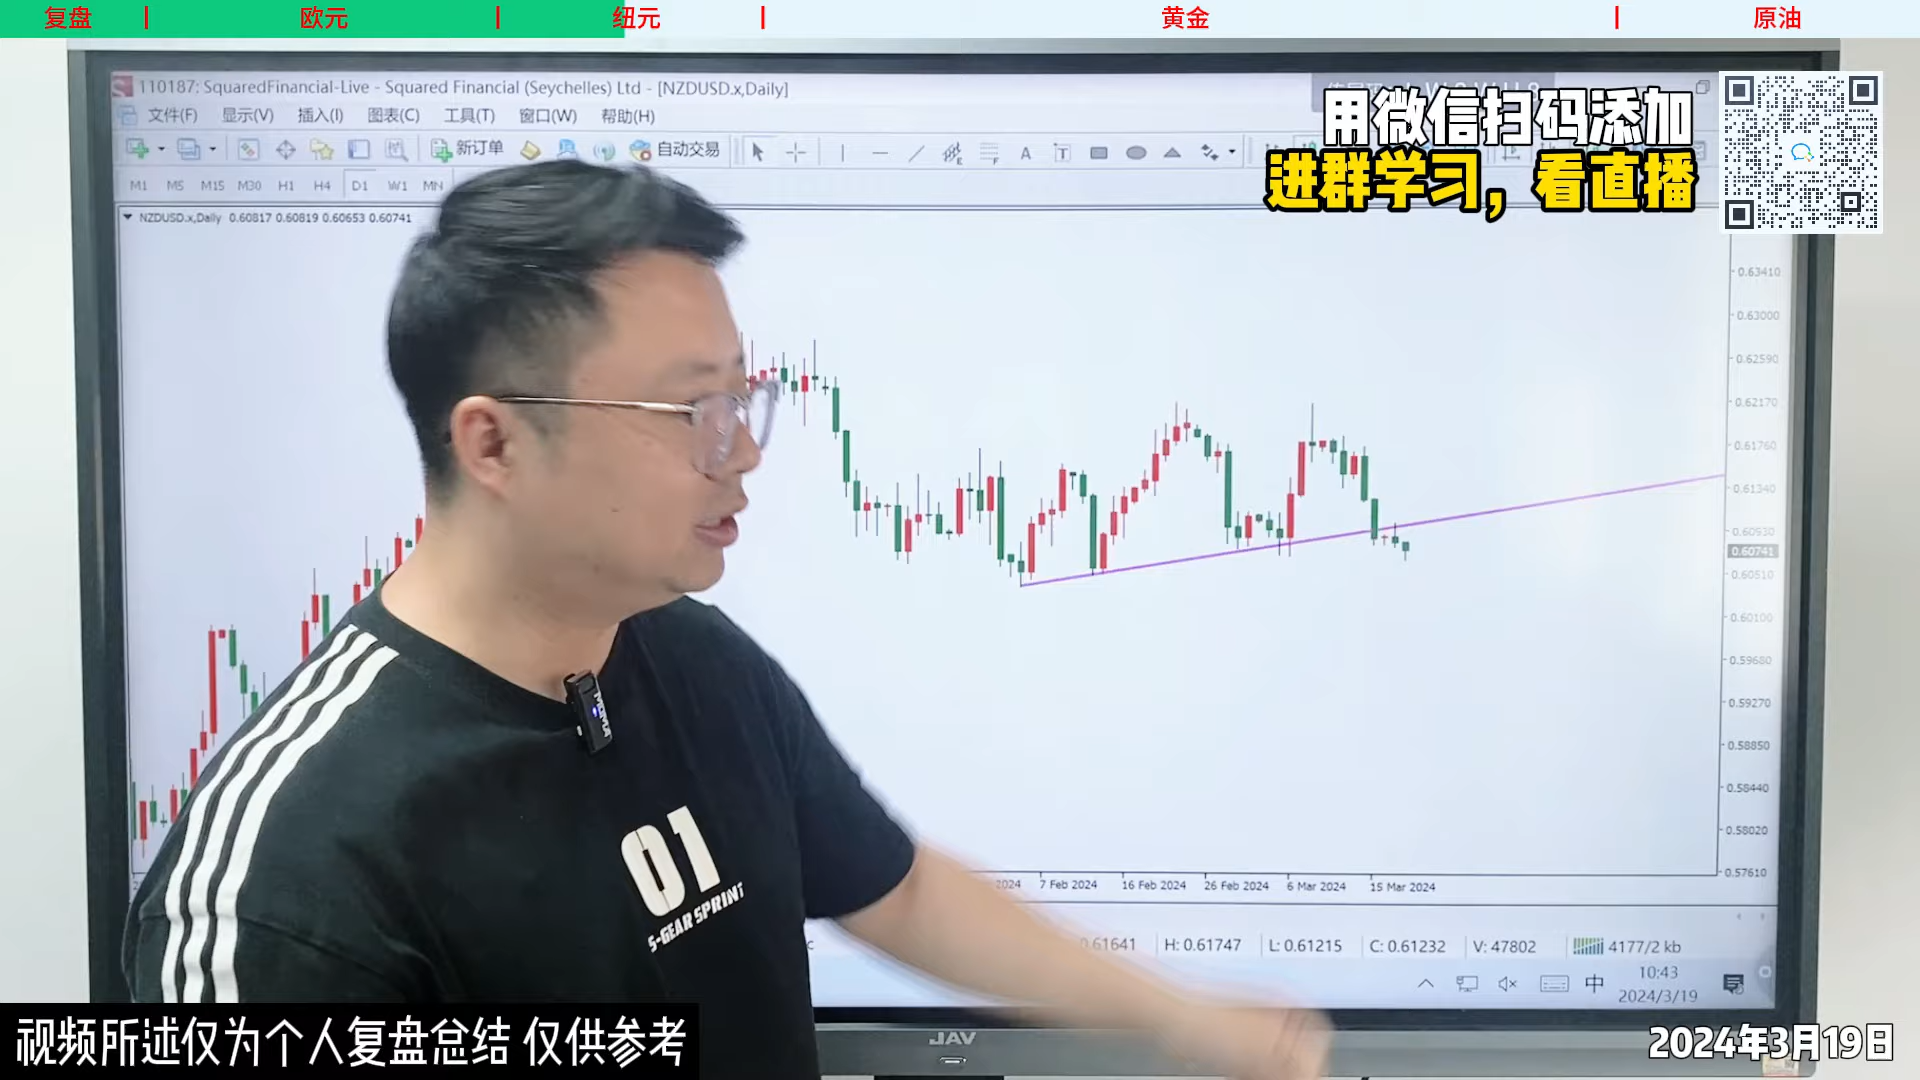 复盘 | 欧元 | 纽元 | 黄金 | 原油
110187: SquaredFinancial-Live - Squared Financial (Seychelles) Ltd - [NZDUSD.x,Daily]
文件(F) 显示(V) 插入(I) 图表(C) 工具(T) 窗口(W) 帮助(H)
用微信扫码添加
进群学习，看直播
新订单 自动交易
M1 M5 M15 M30 H1 H4 D1 W1 MN
NZDUSD.x,Daily 0.60817 0.60819 0.60653 0.60741
0.63410
0.63000
0.62590
0.62170
0.61760
0.61340
0.60930
0.60741
0.60510
0.60100
0.59680
0.59270
0.58850
0.58440
0.58020
0.57610
2024 7 Feb 2024 16 Feb 2024 26 Feb 2024 6 Mar 2024 15 Mar 2024
0.61641 H: 0.61747 L: 0.61215 C: 0.61232 V: 47802 4177/2 kb
中 10:43
2024/3/19
01
S-GEAR SPRINT
MOMA
JAV
视频所述仅为个人复盘总结 仅供参考
2024年3月19日